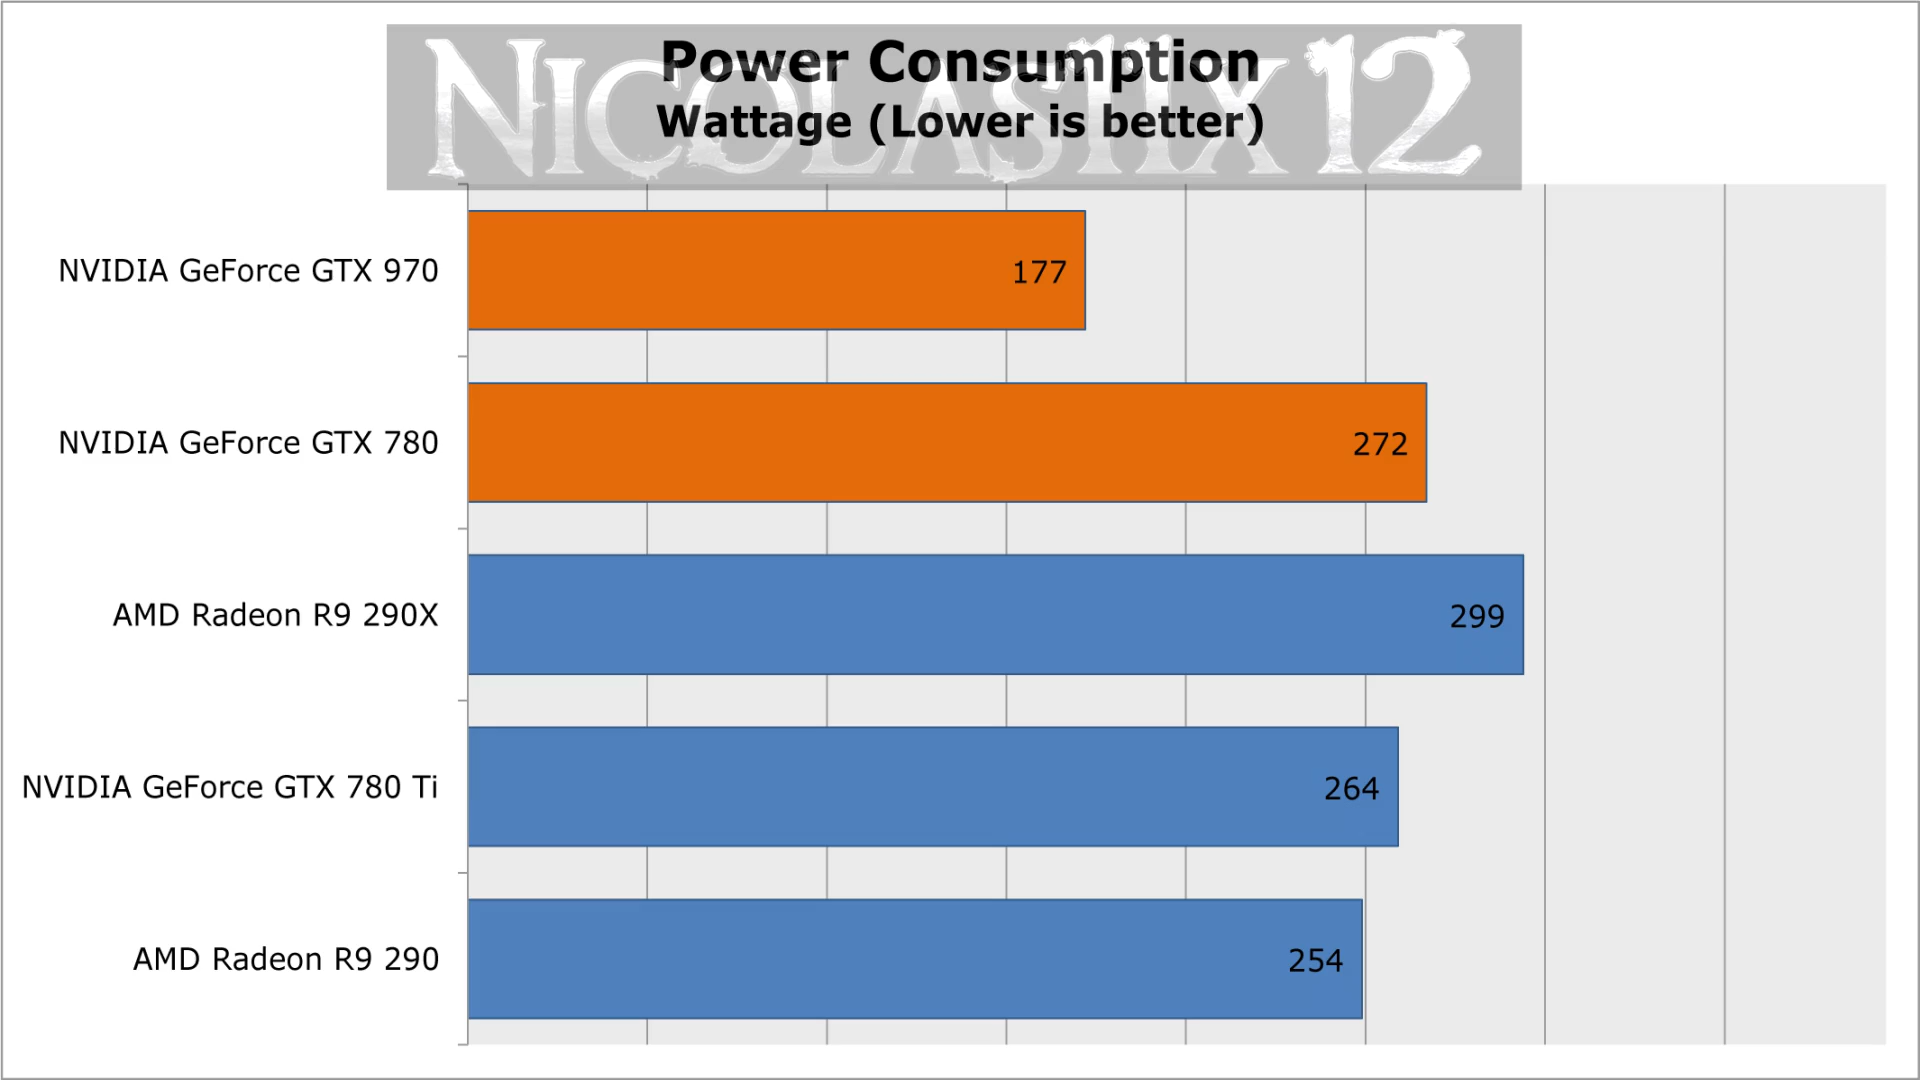 NICOLAS11X12
Power Consumption
Wattage (Lower is better)
NVIDIA GeForce GTX 970
177
NVIDIA GeForce GTX 780
272
AMD Radeon R9 290X
299
NVIDIA GeForce GTX 780 Ti
264
AMD Radeon R9 290
254